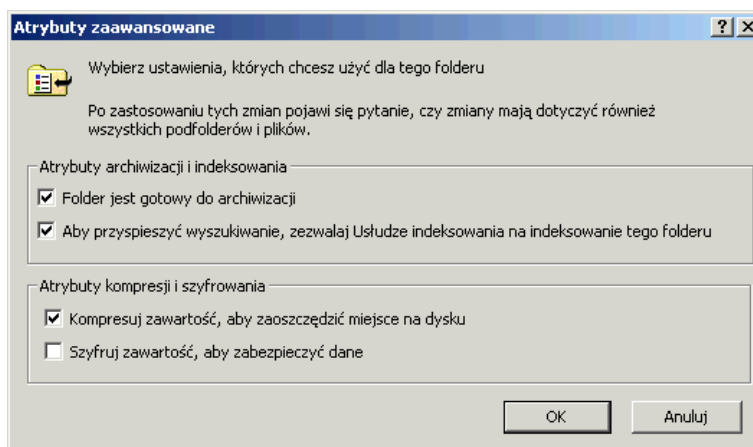 Atrybuty zaawansowane
Wybierz ustawienia, których chcesz użyć dla tego folderu
Po zastosowaniu tych zmian pojawi się pytanie, czy zmiany mają dotyczyć również
wszystkich podfolderów i plików.
Atrybuty archiwizacji i indeksowania
Folder jest gotowy do archiwizacji
Aby przyspieszyć wyszukiwanie, zezwalaj Usłudze indeksowania na indeksowanie tego folderu
Atrybuty kompresji i szyfrowania
Kompresuj zawartość, aby zaoszczędzić miejsce na dysku
Szyfruj zawartość, aby zabezpieczyć dane
OK Anuluj